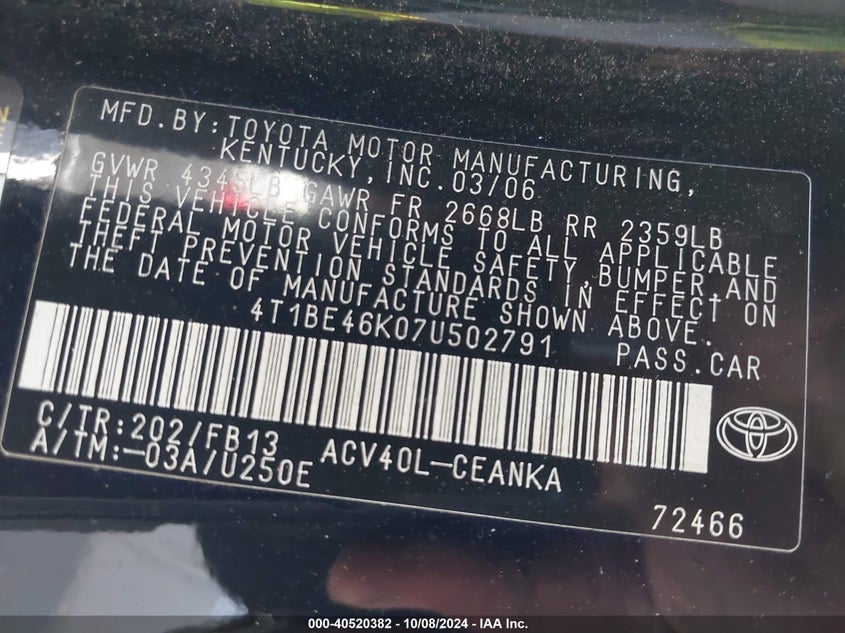 MFD.BY:TOYOTA MOTOR MANUFACTURING,
KENTUCKY,INC.03/06
GVWR 4345LB GAWR FR 2668LB RR 2359LB
THIS VEHICLE CONFORMS TO ALL APPLICABLE
FEDERAL MOTOR VEHICLE SAFETY,BUMPER,AND
THEFT PREVENTION STANDARDS IN EFFECT ON
THE DATE OF MANUFACTURE SHOWN ABOVE.
4T1BE46K07U502791 PASS.CAR
C/TR:202/FB13 ACV40L-CEANKA
A/TM:-03A/U250E
72466
000-40520382 - 10/08/2024 - IAA Inc.